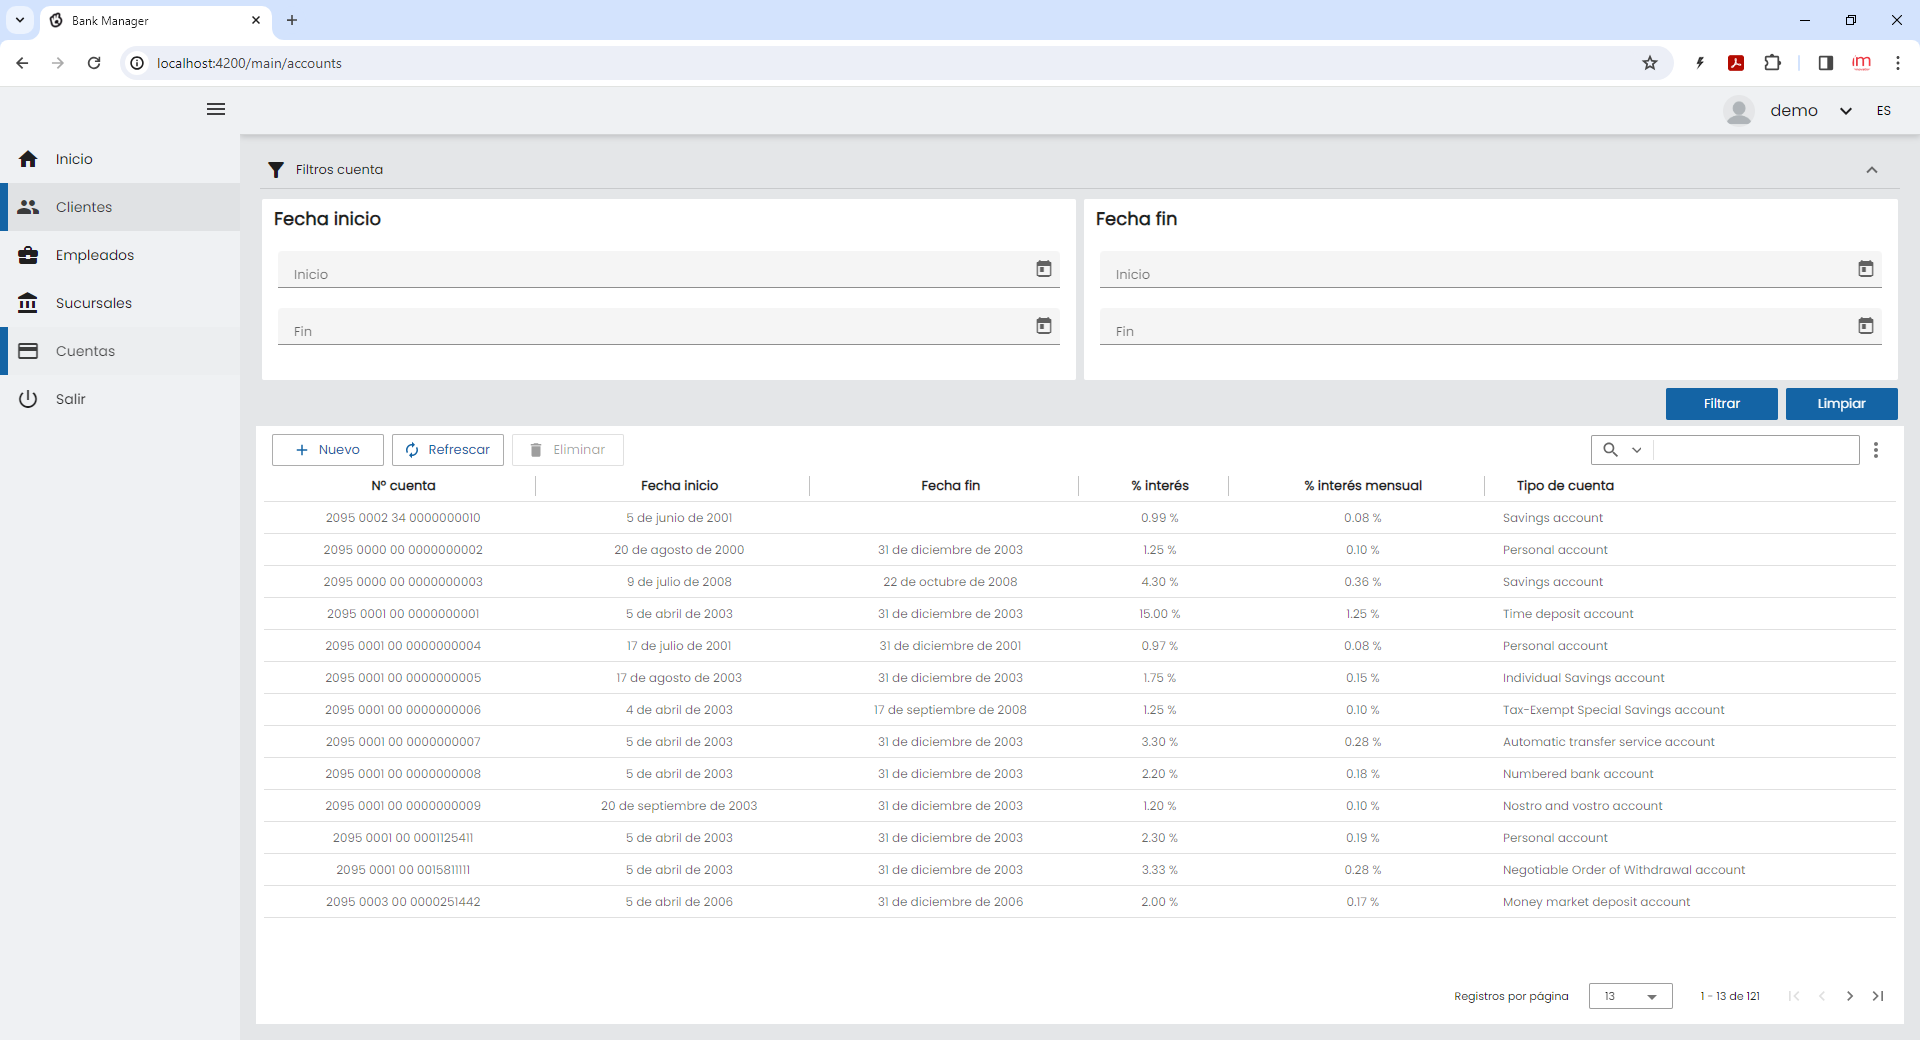 Bank Manager
localhost:4200/main/accounts
demo ES
Inicio
Clientes
Empleados
Sucursales
Cuentas
Salir
Filtros cuenta
Fecha inicio
Inicio
Fin
Fecha fin
Inicio
Fin
Filtrar Limpiar
Nuevo Refrescar Eliminar
Nº cuenta Fecha inicio Fecha fin % interés % interés mensual Tipo de cuenta
2095 0002 34 0000000010 5 de junio de 2001 0.99 % 0.08 % Savings account
2095 0000 00 0000000002 20 de agosto de 2000 31 de diciembre de 2003 1.25 % 0.10 % Personal account
2095 0000 00 0000000003 9 de julio de 2008 22 de octubre de 2008 4.30 % 0.36 % Savings account
2095 0001 00 0000000001 5 de abril de 2003 31 de diciembre de 2003 15.00 % 1.25 % Time deposit account
2095 0001 00 0000000004 17 de julio de 2001 31 de diciembre de 2001 0.97 % 0.08 % Personal account
2095 0001 00 0000000005 17 de agosto de 2003 31 de diciembre de 2003 1.75 % 0.15 % Individual Savings account
2095 0001 00 0000000006 4 de abril de 2003 17 de septiembre de 2008 1.25 % 0.10 % Tax-Exempt Special Savings account
2095 0001 00 0000000007 5 de abril de 2003 31 de diciembre de 2003 3.30 % 0.28 % Automatic transfer service account
2095 0001 00 0000000008 5 de abril de 2003 31 de diciembre de 2003 2.20 % 0.18 % Numbered bank account
2095 0001 00 0000000009 20 de septiembre de 2003 31 de diciembre de 2003 1.20 % 0.10 % Nostro and vostro account
2095 0001 00 0001125411 5 de abril de 2003 31 de diciembre de 2003 2.30 % 0.19 % Personal account
2095 0001 00 0015811111 5 de abril de 2003 31 de diciembre de 2003 3.33 % 0.28 % Negotiable Order of Withdrawal account
2095 0003 00 0000251442 5 de abril de 2006 31 de diciembre de 2006 2.00 % 0.17 % Money market deposit account
Registros por página 13 1 - 13 de 121